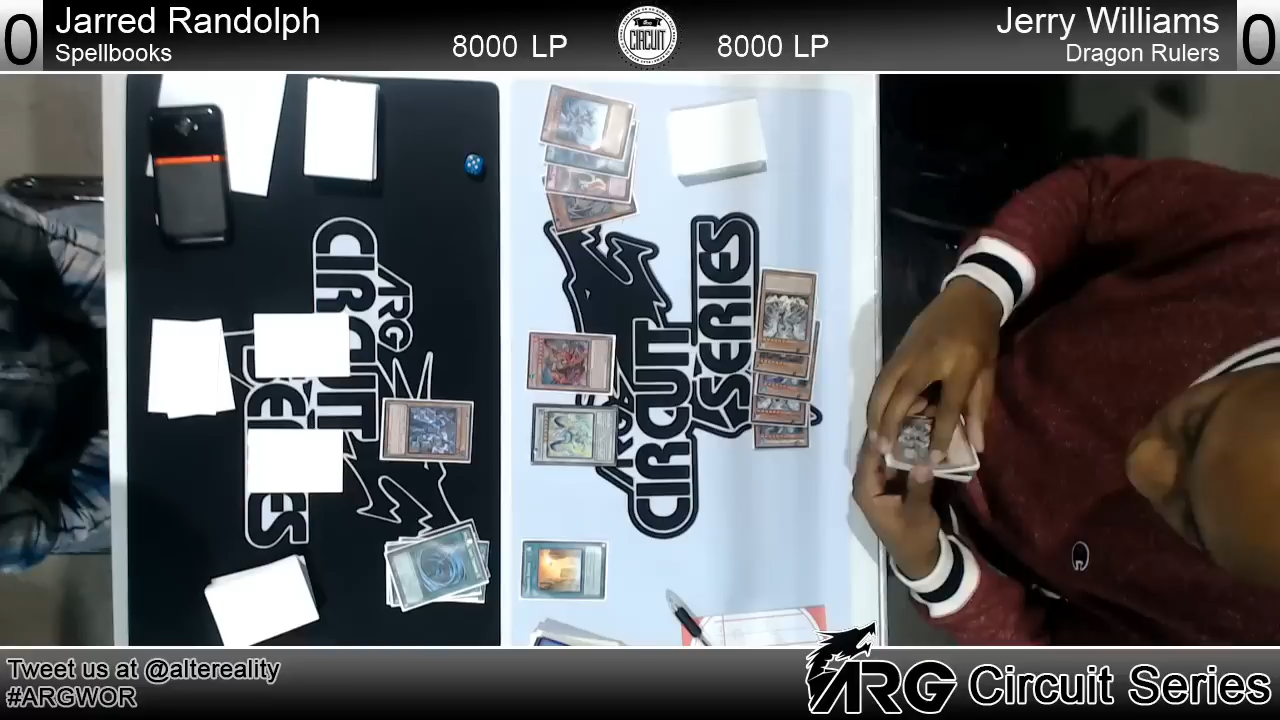 0
Jarred Randolph
Spellbooks
8000 LP
CIRCUIT
8000 LP
Jerry Williams
Dragon Rulers
0
CIRCUIT
ARG
SERIES
CIRCUIT
SERIES
Tweet us at @altereality
#ARGWOR
ARG Circuit Series